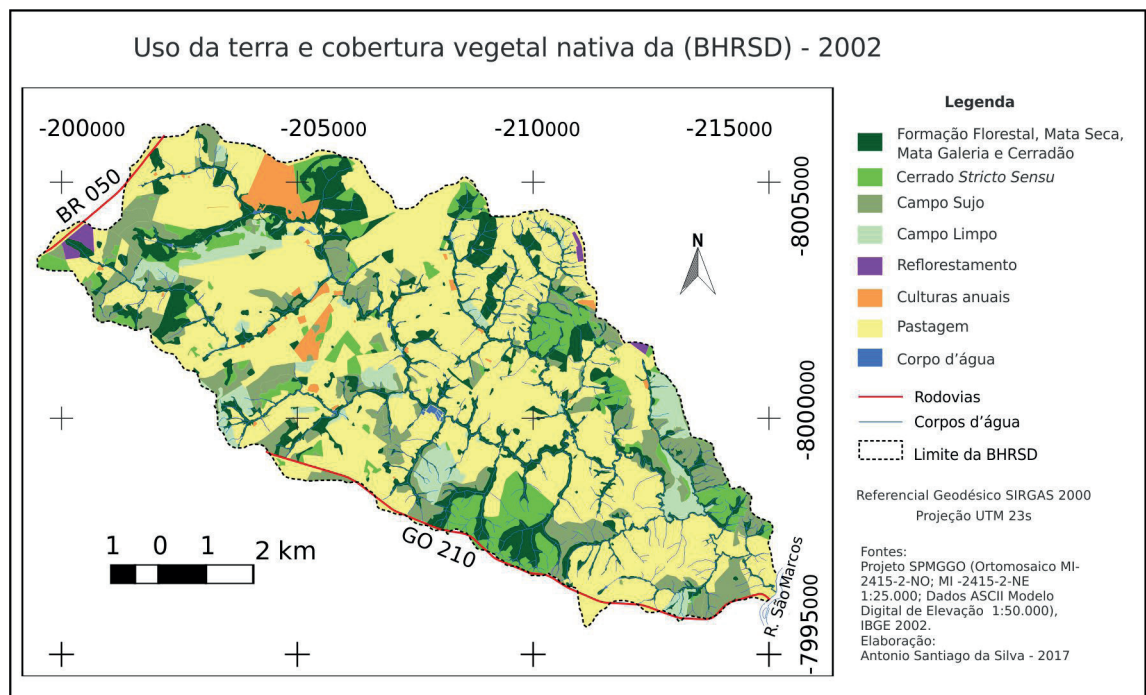 Uso da terra e cobertura vegetal nativa da (BHRSD) - 2002
-200000
-205000
-210000
-215000
-8005000
-8000000
-7995000
BR 050
GO 210
R. São Marcos
N
1 0 1 2 km
Legenda
Formação Florestal, Mata Seca,
Mata Galeria e Cerradão
Cerrado Stricto Sensu
Campo Sujo
Campo Limpo
Reflorestamento
Culturas anuais
Pastagem
Corpo d’água
Rodovias
Corpos d’água
Limite da BHRSD
Referencial Geodésico SIRGAS 2000
Projeção UTM 23s
Fontes:
Projeto SPMGGO (Ortomosaico MI-
2415-2-NO; MI -2415-2-NE
1:25.000; Dados ASCII Modelo
Digital de Elevação 1:50.000),
IBGE 2002.
Elaboração:
Antonio Santiago da Silva - 2017